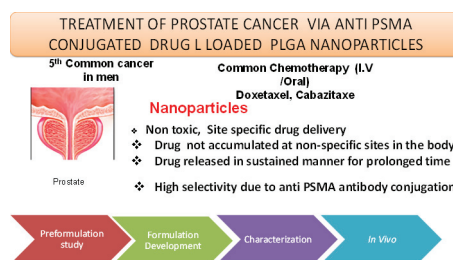 TREATMENT OF PROSTATE CANCER VIA ANTI PSMA
CONJUGATED DRUG L LOADED PLGA NANOPARTICLES
5th Common cancer
in men
Common Chemotherapy (I.V
/Oral)
Doxetaxel, Cabazitaxe
Nanoparticles
❖ Non toxic, Site specific drug delivery
❖ Drug not accumulated at non-specific sites in the body
❖ Drug released in sustained manner for prolonged time
❖ High selectivity due to anti PSMA antibody conjugation
Prostate
Preformulation
study
Formulation
Development
Characterization
In Vivo